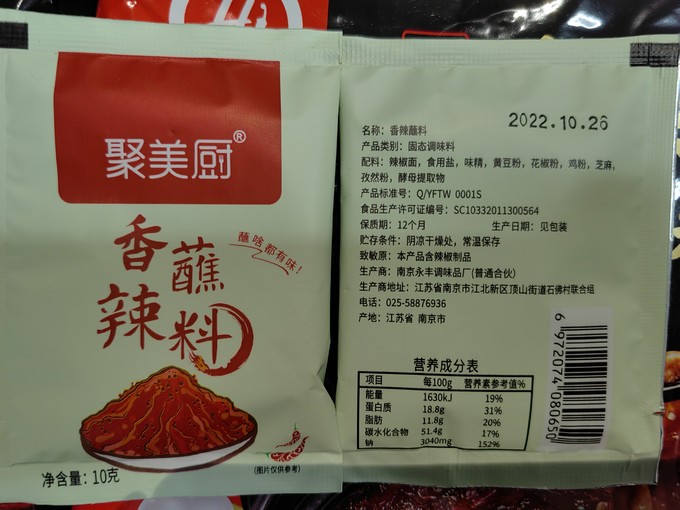 聚美厨®
香辣
蘸料
蘸啥都有味!
净含量: 10克
(图片仅供参考)
2022.10.26
名称: 香辣蘸料
产品类别: 固态调味料
配料: 辣椒面, 食用盐, 味精, 黄豆粉, 花椒粉, 鸡粉, 芝麻,
孜然粉, 酵母提取物
产品标准号: Q/YFTW 0001S
食品生产许可证编号: SC10332011300564
保质期: 12个月 生产日期: 见包装
贮存条件: 阴凉干燥处, 常温保存
致敏原: 本产品含辣椒制品
生产商: 南京永丰调味品厂(普通合伙)
生产商地址: 江苏省南京市江北新区顶山街道石佛村联合组
电话: 025-58876936
产地: 江苏省 南京市
营养成分表
项目 每100g 营养素参考值%
能量 1630kJ 19%
蛋白质 18.8g 31%
脂肪 11.8g 20%
碳水化合物 51.4g 17%
钠 3040mg 152%
6 972074 080650